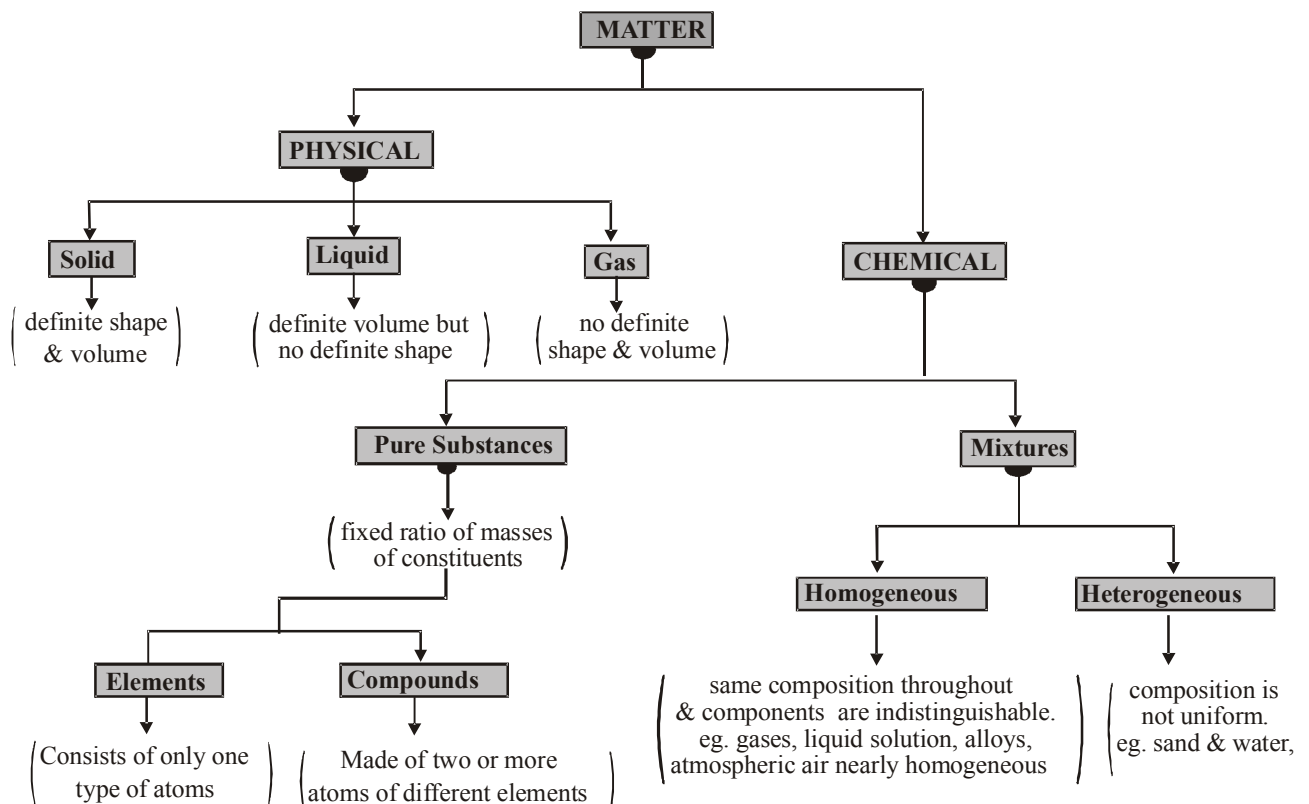 MATTER
PHYSICAL
Solid
Liquid
Gas
CHEMICAL
definite shape
& volume
definite volume but
no definite shape
no definite
shape & volume
Pure Substances
Mixtures
fixed ratio of masses
of constituents
Homogeneous
Heterogeneous
Elements
Compounds
same composition throughout
& components are indistinguishable.
eg. gases, liquid solution, alloys,
atmospheric air nearly homogeneous
composition is
not uniform.
eg. sand & water,
Consists of only one
type of atoms
Made of two or more
atoms of different elements